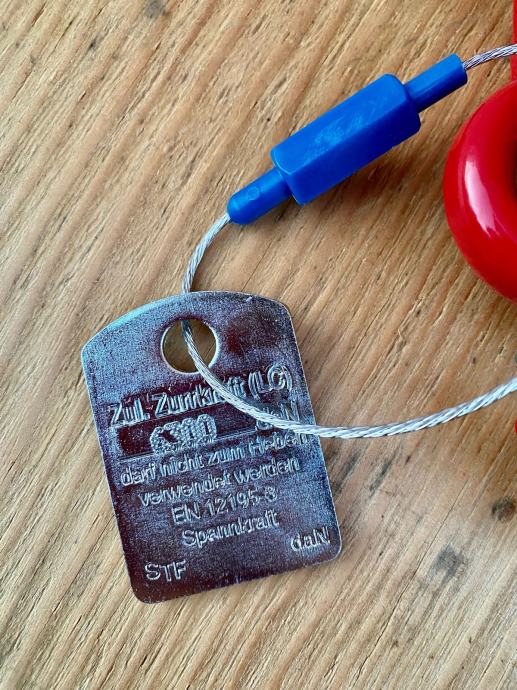 Zul. Zurrkraft (LC)
daN
darf nicht zum Heben
verwendet werden
EN 12195-3
Spannkraft
STF daN